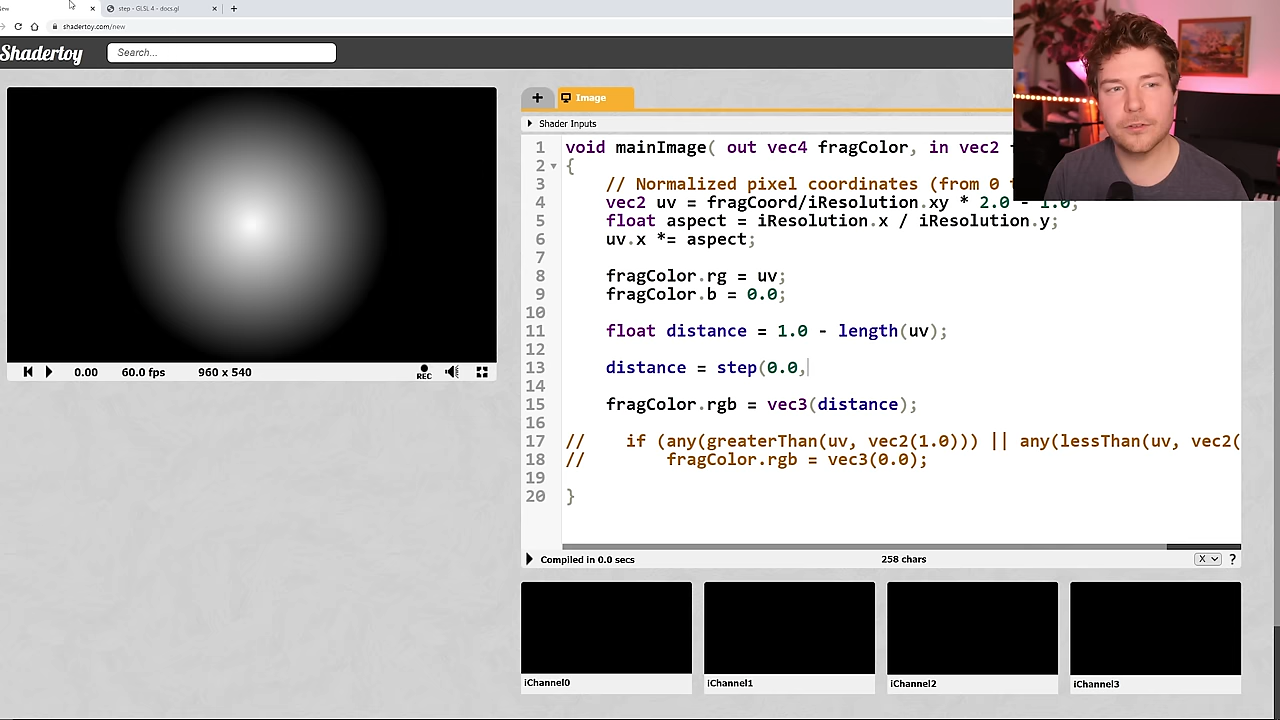 New
step - GLSL 4 - docs.gl
shadertoy.com/new
Shadertoy
Search...
Image
Shader Inputs
1 void mainImage( out vec4 fragColor, in vec2
2 {
3 // Normalized pixel coordinates (from 0
4 vec2 uv = fragCoord/iResolution.xy * 2.0 - 1.0;
5 float aspect = iResolution.x / iResolution.y;
6 uv.x *= aspect;
7
8 fragColor.rg = uv;
9 fragColor.b = 0.0;
10
11 float distance = 1.0 - length(uv);
12
13 distance = step(0.0,
14
15 fragColor.rgb = vec3(distance);
16
17 // if (any(greaterThan(uv, vec2(1.0))) || any(lessThan(uv, vec2(
18 // fragColor.rgb = vec3(0.0);
19
20 }
0.00 60.0 fps 960 x 540 REC
Compiled in 0.0 secs 258 chars X ?
iChannel0 iChannel1 iChannel2 iChannel3